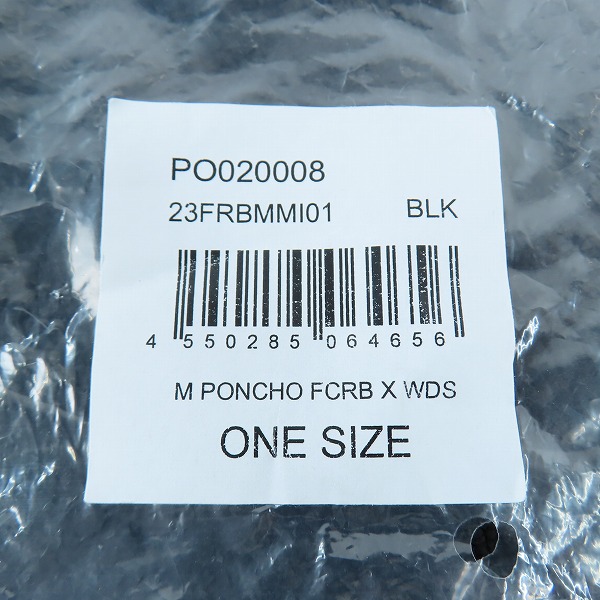 PO020008
23FRBMMI01 BLK
4 550285 064656
M PONCHO FCRB X WDS
ONE SIZE